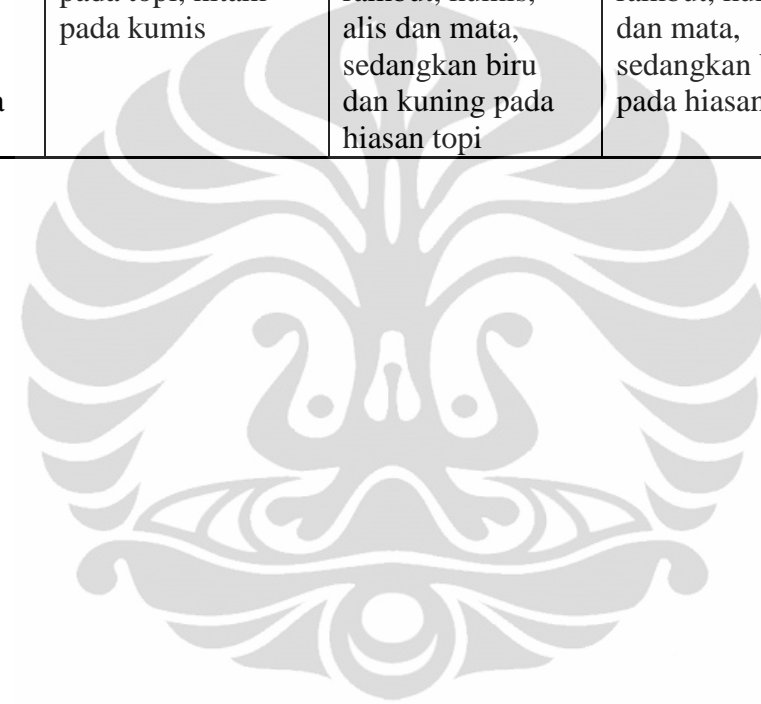 pada kumis
alis dan mata,
sedangkan biru
dan kuning pada
hiasan topi
dan mata,
sedangkan
pada hiasan
a